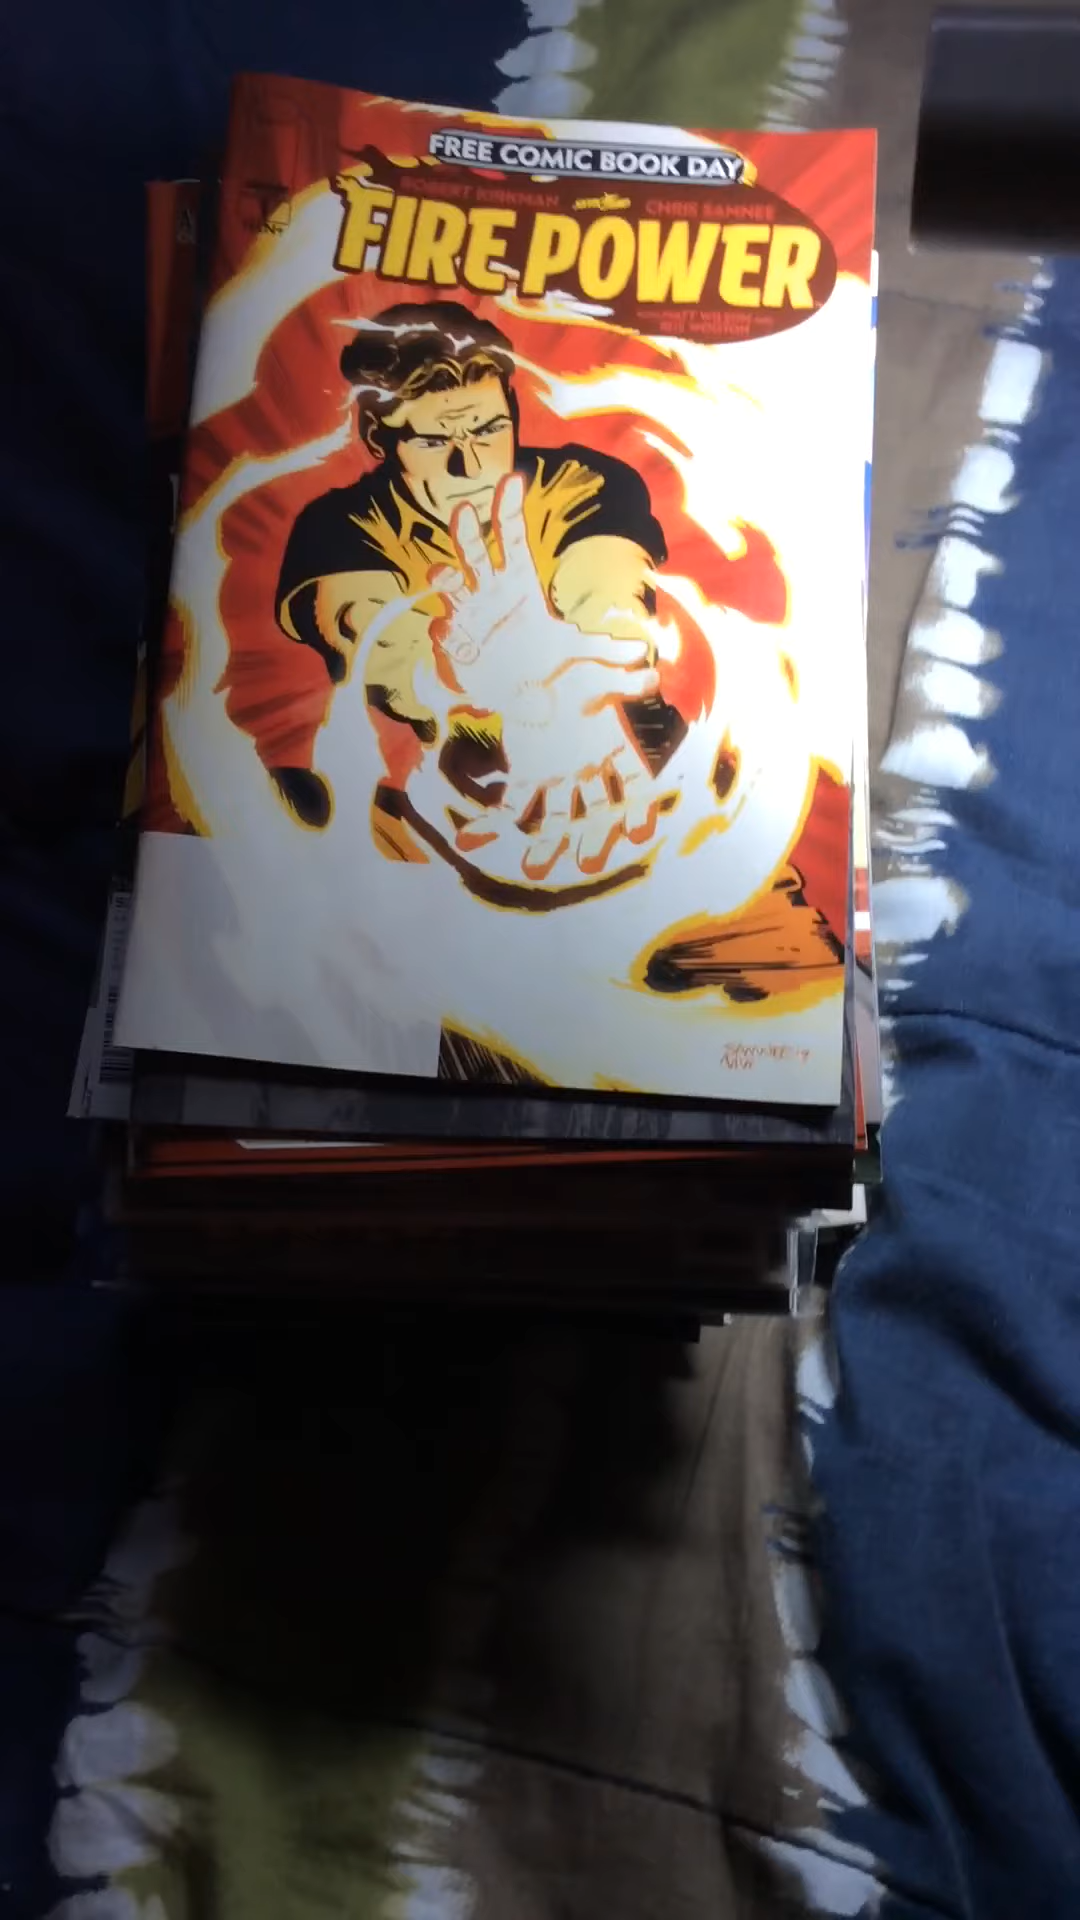 FREE COMIC BOOK DAY
ROBERT KIRKMAN CHRIS SAMNEE
FIRE POWER
MATT WILSON
RUS WOOTON